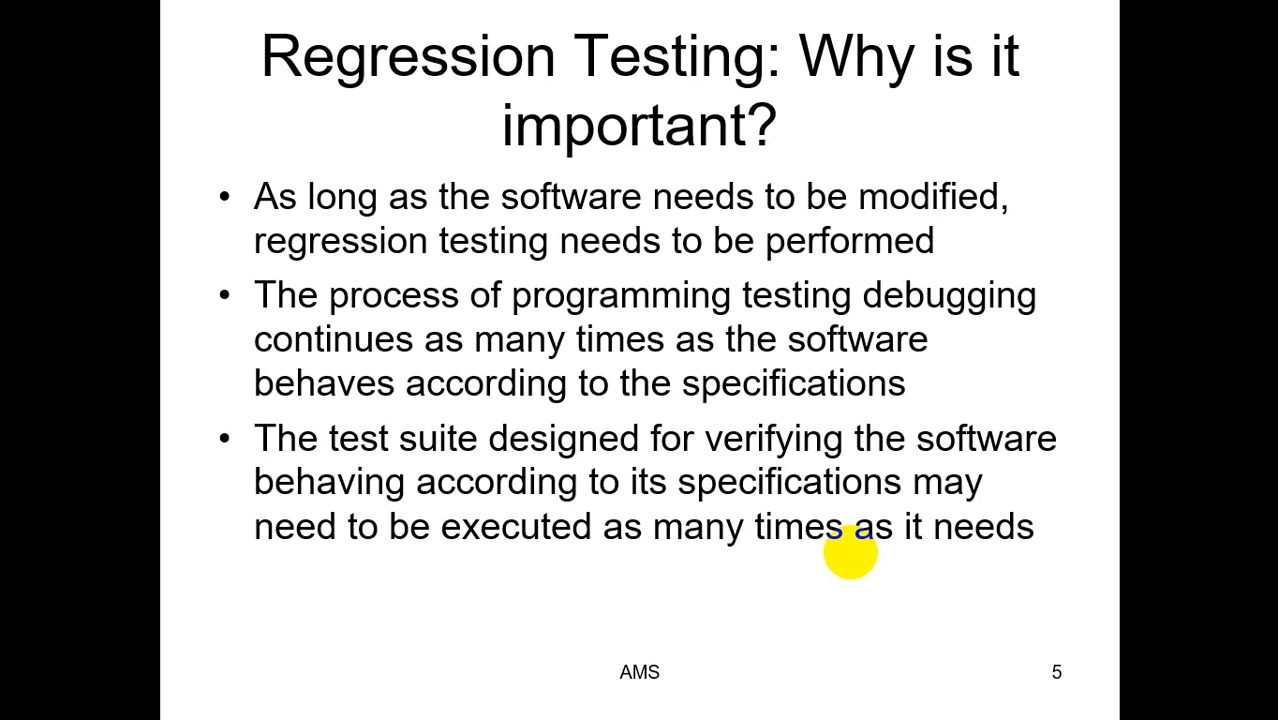 Regression Testing: Why is it
important?
• As long as the software needs to be modified,
regression testing needs to be performed
• The process of programming testing debugging
continues as many times as the software
behaves according to the specifications
• The test suite designed for verifying the software
behaving according to its specifications may
need to be executed as many times as it needs
AMS
5